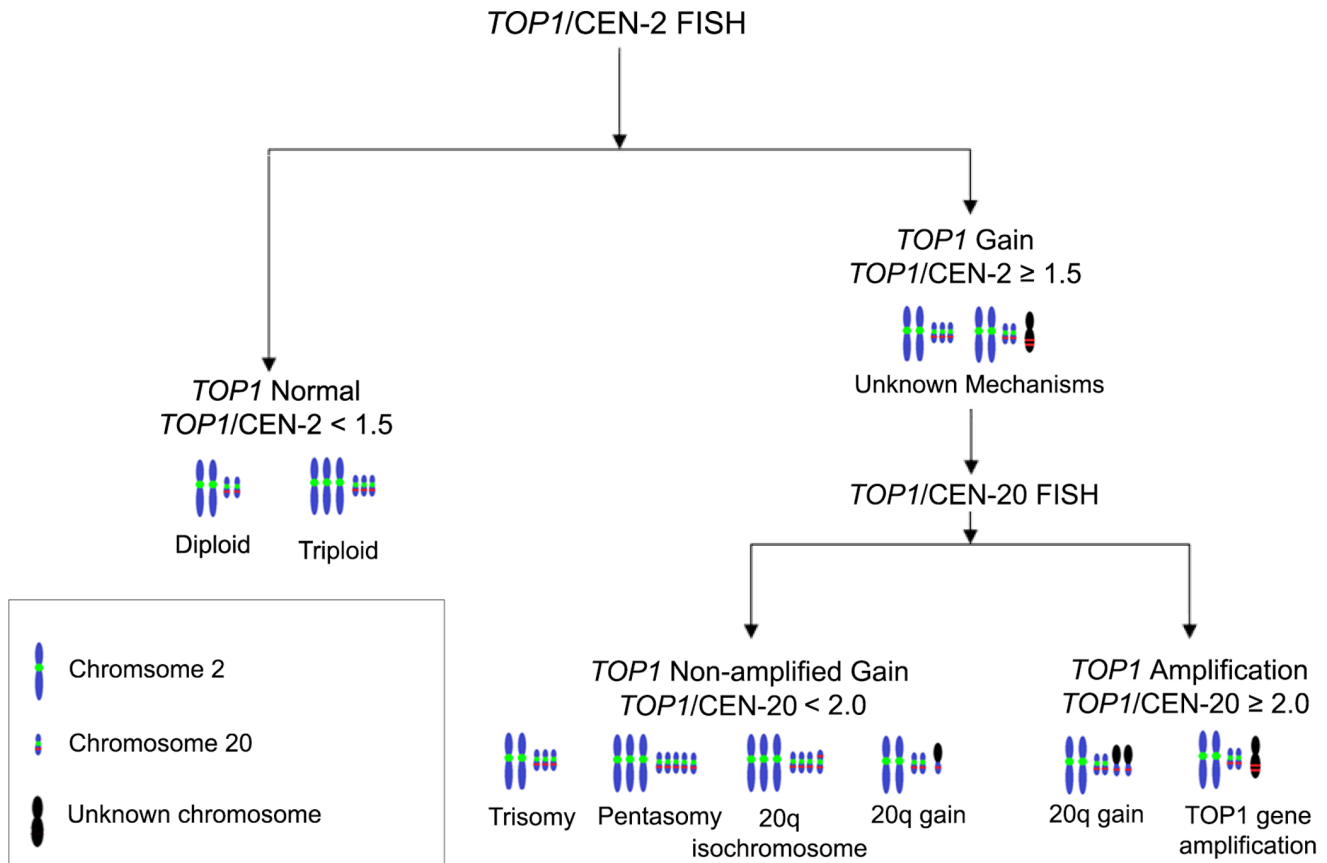 TOP1/CEN-2 FISH
TOP1 Gain
TOP1/CEN-2 ≥ 1.5
Unknown Mechanisms
TOP1 Normal
TOP1/CEN-2 < 1.5
Diploid
Triploid
TOP1/CEN-20 FISH
Chromsome 2
Chromosome 20
Unknown chromosome
TOP1 Non-amplified Gain
TOP1/CEN-20 < 2.0
Trisomy
Pentasomy
20q
isochromosome
20q gain
TOP1 Amplification
TOP1/CEN-20 ≥ 2.0
20q gain
TOP1 gene
amplification